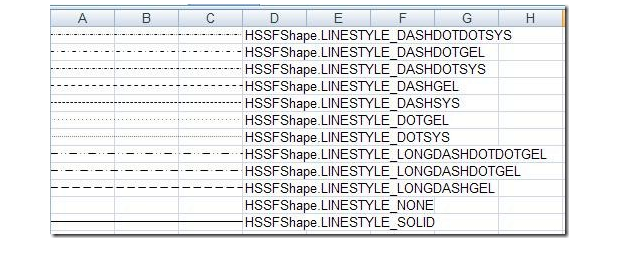 A B C D E F G H
HSSFShape.LINESTYLE_DASHDOTDOTSYS
HSSFShape.LINESTYLE_DASHDOTGEL
HSSFShape.LINESTYLE_DASHDOTSYS
HSSFShape.LINESTYLE_DASHGEL
HSSFShape.LINESTYLE_DASHSYS
HSSFShape.LINESTYLE_DOTGEL
HSSFShape.LINESTYLE_DOTSYS
HSSFShape.LINESTYLE_LONGDASHDOTDOTGEL
HSSFShape.LINESTYLE_LONGDASHDOTGEL
HSSFShape.LINESTYLE_LONGDASHGEL
HSSFShape.LINESTYLE_NONE
HSSFShape.LINESTYLE_SOLID